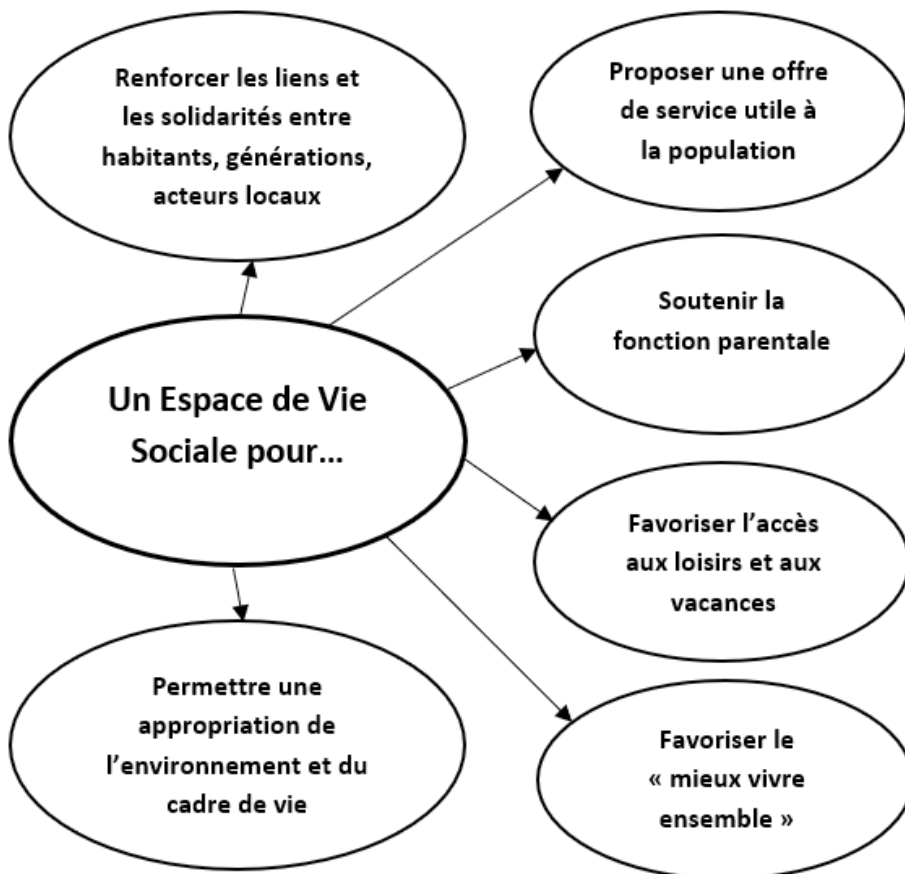 Renforcer les liens et
les solidarités entre
habitants, générations,
acteurs locaux
Proposer une offre
de service utile à
la population
Soutenir la
fonction parentale
Un Espace de Vie
Sociale pour...
Favoriser l’accès
aux loisirs et aux
vacances
Permettre une
appropriation de
l’environnement et du
cadre de vie
Favoriser le
« mieux vivre
ensemble »